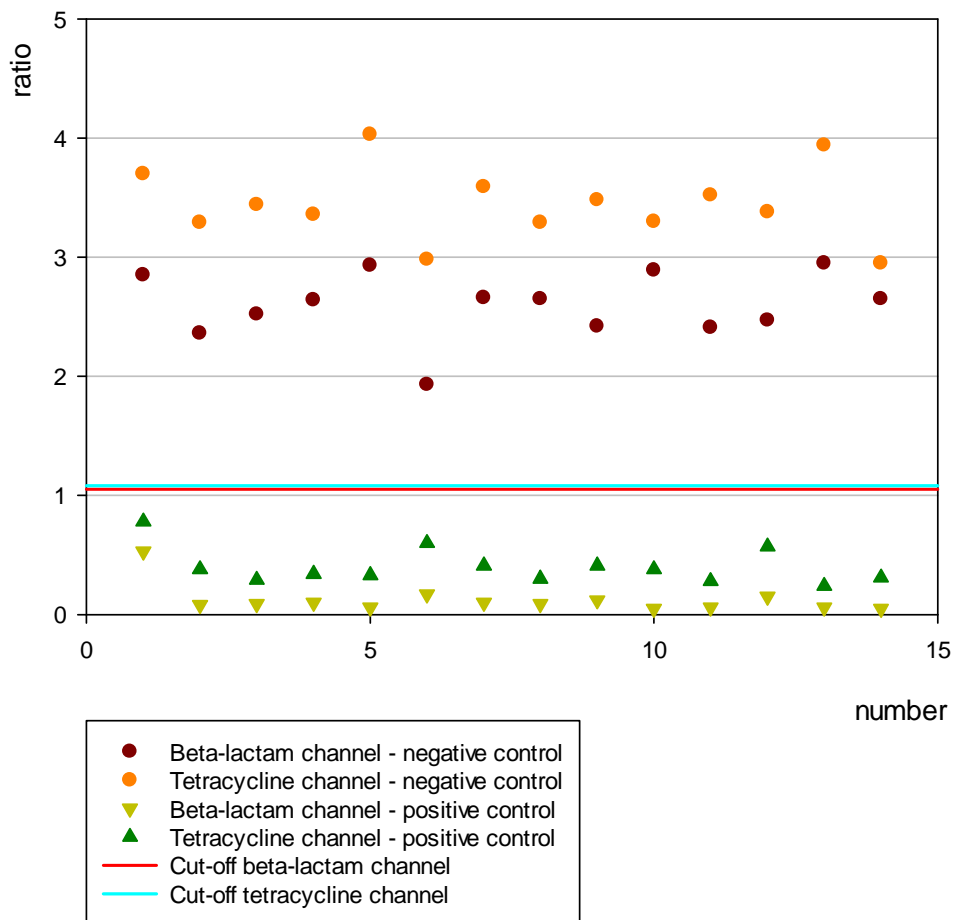 5
ratio
4
3
2
1
0
0 5 10 15
number
Beta-lactam channel - negative control
Tetracycline channel - negative control
Beta-lactam channel - positive control
Tetracycline channel - positive control
Cut-off beta-lactam channel
Cut-off tetracycline channel